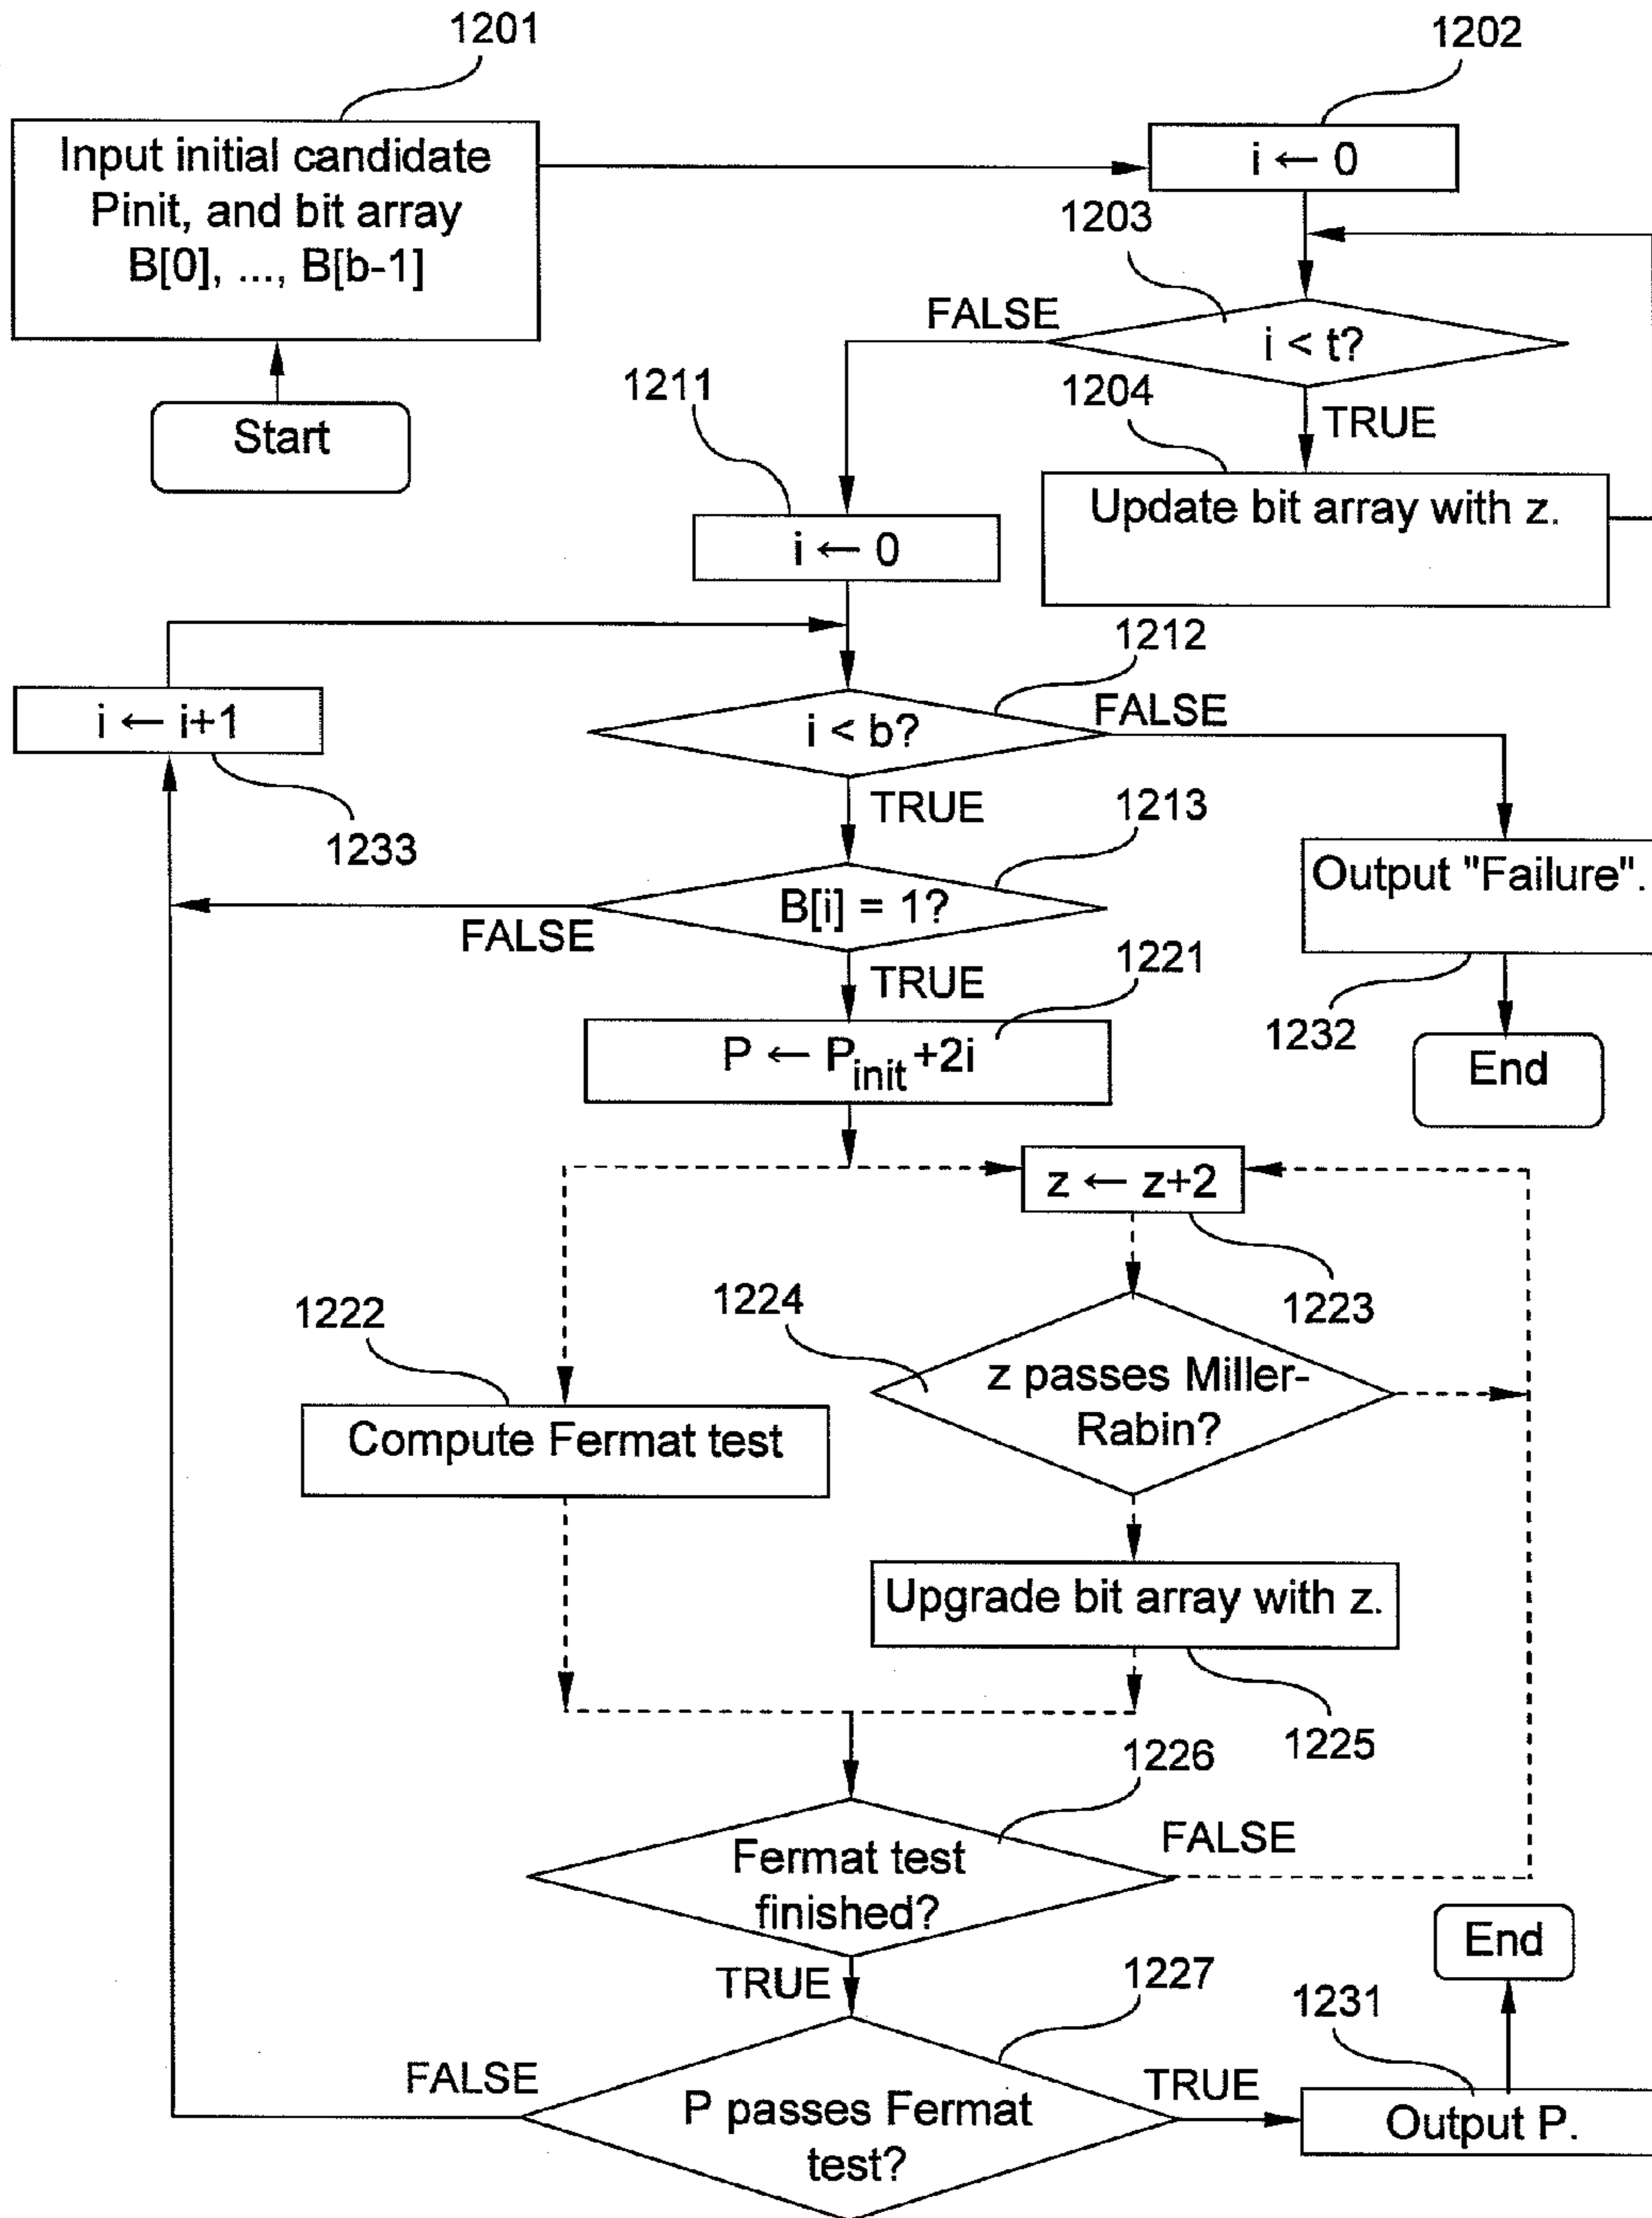 1201
1202
Input initial candidate
Pinit, and bit array
B[0], ..., B[b-1]
i ← 0
1203
FALSE
i < t?
Start
1211
1204
TRUE
Update bit array with z.
i ← 0
1212
i ← i+1
i < b?
FALSE
TRUE
1213
1233
B[i] = 1?
Output "Failure".
FALSE
TRUE
1221
1232
P ← Pinit +2i
End
z ← z+2
1222
1224
1223
z passes Miller-
Rabin?
Compute Fermat test
Upgrade bit array with z.
1225
1226
Fermat test
finished?
FALSE
End
TRUE
1227
1231
FALSE
TRUE
P passes Fermat
test?
Output P.